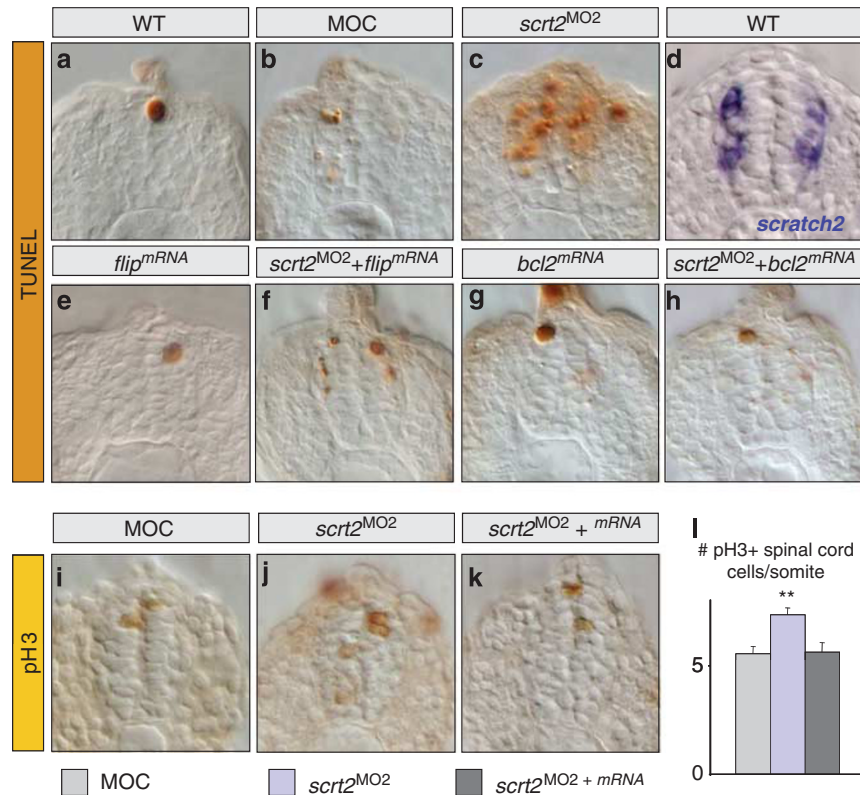 WT MOC scrt2MO2 WT
a b c d
scratch2
TUNEL
flipmRNA scrt2MO2+flipmRNA bcl2mRNA scrt2MO2+bcl2mRNA
e f g h
MOC scrt2MO2 scrt2MO2 + mRNA
i j k
pH3
l
# pH3+ spinal cord
cells/somite
**
5
0
MOC scrt2MO2 scrt2MO2 + mRNA